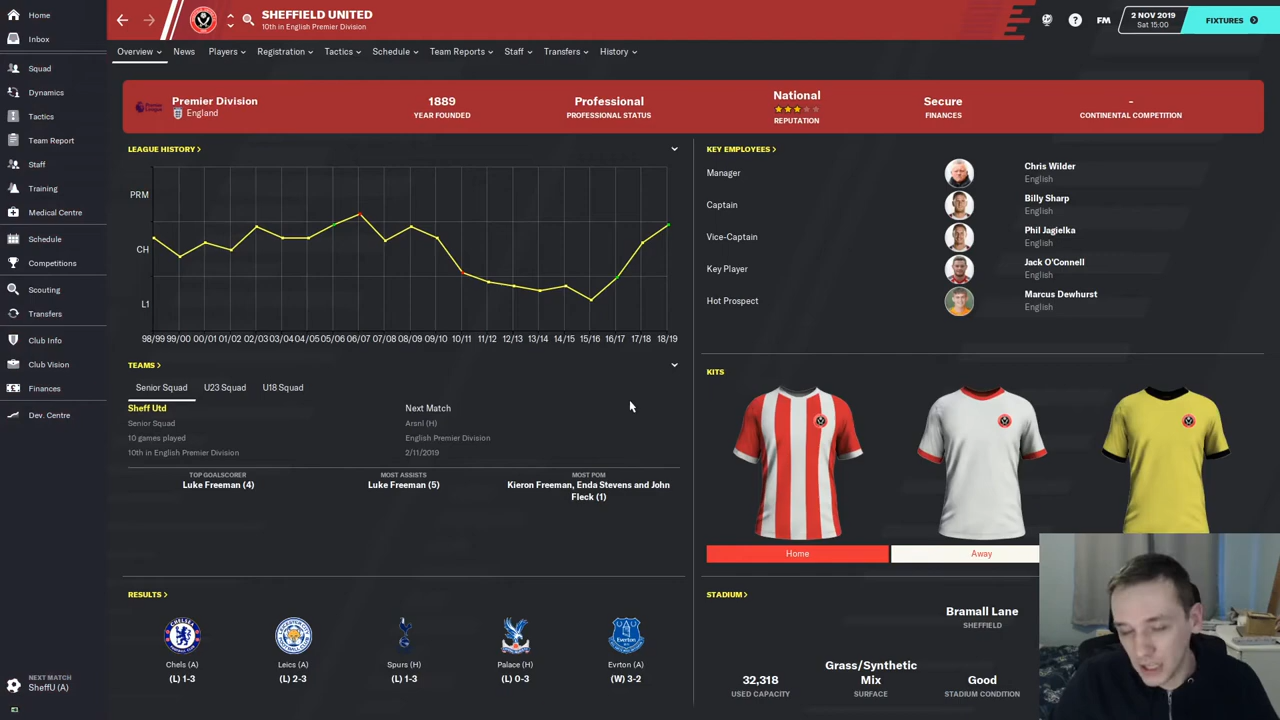 Home
Inbox
Squad
Dynamics
Tactics
Team Report
Staff
Training
Medical Centre
Schedule
Competitions
Scouting
Transfers
Club Info
Club Vision
Finances
Dev. Centre
NEXT MATCH
SheffU (A)
SHEFFIELD UNITED
10th in English Premier Division
? FM
2 NOV 2019
Sat 15:00
FIXTURES
Overview News Players Registration Tactics Schedule Team Reports Staff Transfers History
Premier Division
England
1889
YEAR FOUNDED
Professional
PROFESSIONAL STATUS
National
REPUTATION
Secure
FINANCES
-
CONTINENTAL COMPETITION
LEAGUE HISTORY >
PRM
CH
L1
98/99 99/00 00/01 01/02 02/03 03/04 04/05 05/06 06/07 07/08 08/09 09/10 10/11 11/12 12/13 13/14 14/15 15/16 16/17 17/18 18/19
TEAMS >
Senior Squad U23 Squad U18 Squad
Sheff Utd
Senior Squad
10 games played
10th in English Premier Division
Next Match
Arsnl (H)
English Premier Division
2/11/2019
TOP GOALSCORER
Luke Freeman (4)
MOST ASSISTS
Luke Freeman (5)
MOST POM
Kieron Freeman, Enda Stevens and John
Fleck (1)
RESULTS >
Chels (A)
(L) 1-3
Leics (A)
(L) 2-3
Spurs (H)
(L) 1-3
Palace (H)
(L) 0-3
Evrton (A)
(W) 3-2
KEY EMPLOYEES >
Manager
Chris Wilder
English
Captain
Billy Sharp
English
Vice-Captain
Phil Jagielka
English
Key Player
Jack O'Connell
English
Hot Prospect
Marcus Dewhurst
English
KITS
Home
Away
STADIUM >
Bramall Lane
SHEFFIELD
32,318
USED CAPACITY
Grass/Synthetic
Mix
SURFACE
Good
STADIUM CONDITION